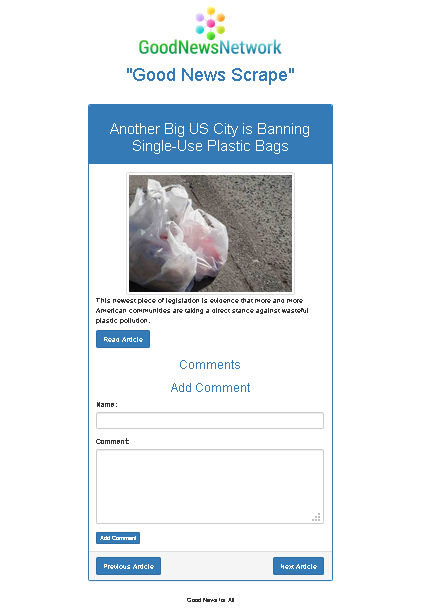 GoodNewsNetwork
"Good News Scrape"
Another Big US City is Banning
Single-Use Plastic Bags
This newest piece of legislation is evidence that more and more
American communities are taking a direct stance against wasteful
plastic pollution.
Read Article
Comments
Add Comment
Name:
Comment:
Add Comment
Previous Article
Next Article
Good News for All